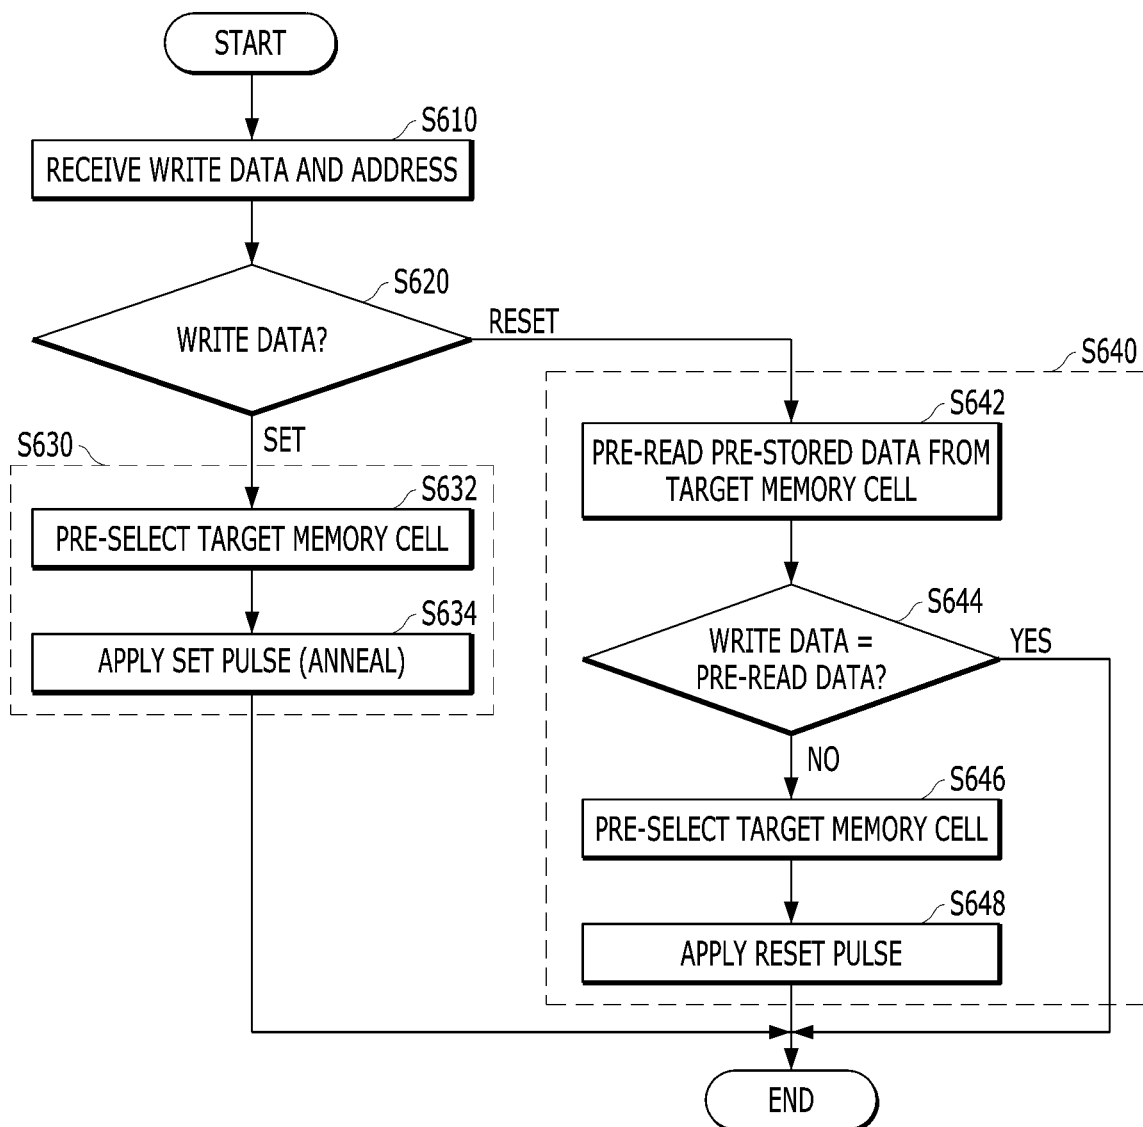 START
S610
RECEIVE WRITE DATA AND ADDRESS
S620
WRITE DATA?
RESET
SET
S630
S632
PRE-SELECT TARGET MEMORY CELL
S634
APPLY SET PULSE (ANNEAL)
S640
S642
PRE-READ PRE-STORED DATA FROM
TARGET MEMORY CELL
S644
WRITE DATA =
PRE-READ DATA?
YES
NO
S646
PRE-SELECT TARGET MEMORY CELL
S648
APPLY RESET PULSE
END